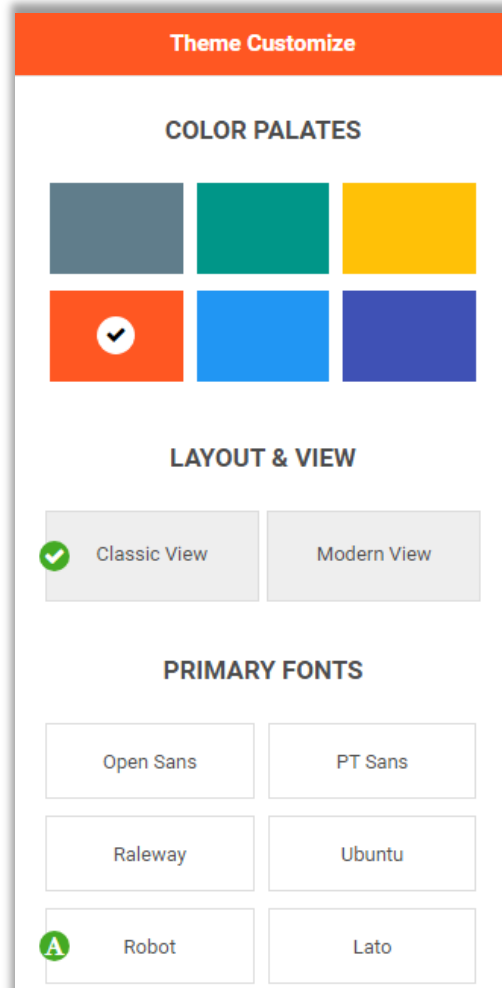 Theme Customize
COLOR PALATES
LAYOUT & VIEW
Classic View Modern View
PRIMARY FONTS
Open Sans PT Sans
Raleway Ubuntu
A Robot Lato